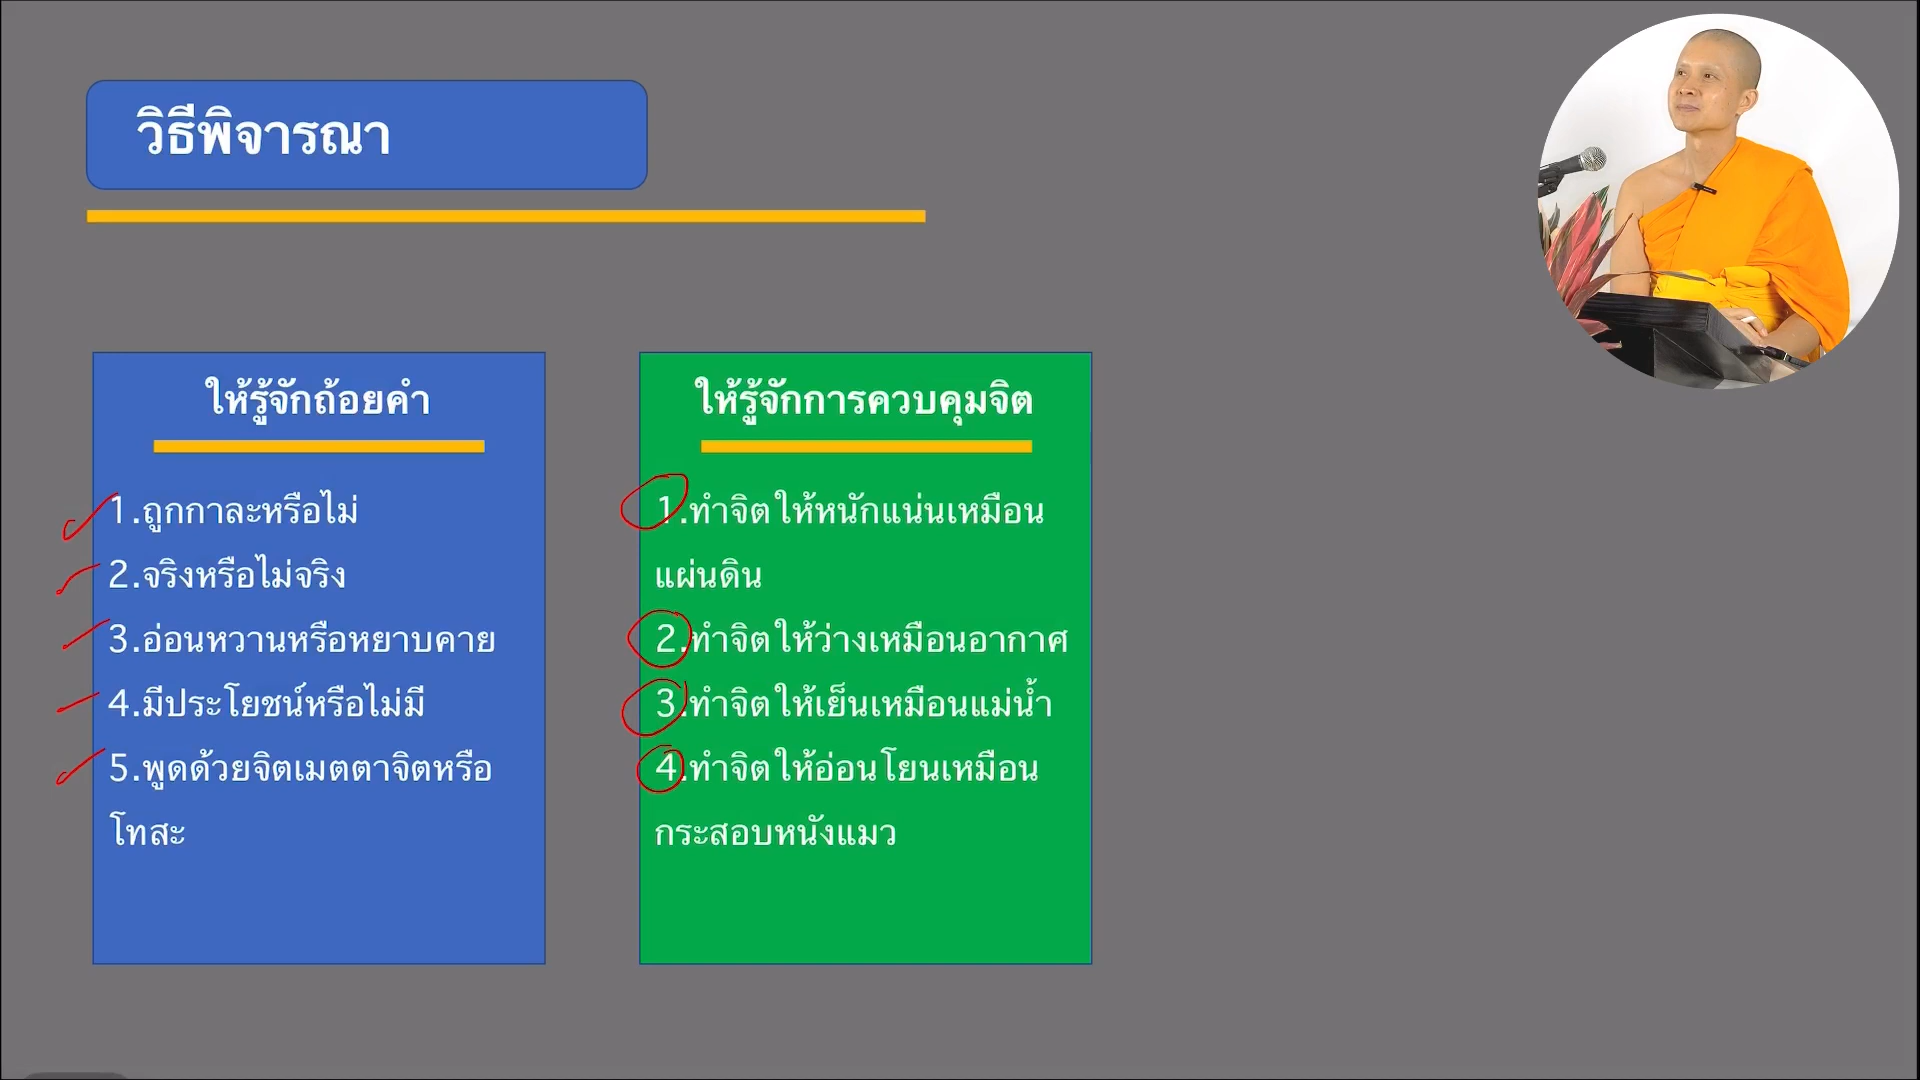 วิธีพิจารณา
ให้รู้จักถ้อยคำ
1.ถูกกาละหรือไม่
2.จริงหรือไม่จริง
3.อ่อนหวานหรือหยาบคาย
4.มีประโยชน์หรือไม่มี
5.พูดด้วยจิตเมตตาจิตหรือ
โทสะ
ให้รู้จักการควบคุมจิต
1.ทำจิตให้หนักแน่นเหมือน
แผ่นดิน
2.ทำจิตให้ว่างเหมือนอากาศ
3.ทำจิตให้เย็นเหมือนแม่น้ำ
4.ทำจิตให้อ่อนโยนเหมือน
กระสอบหนังแมว